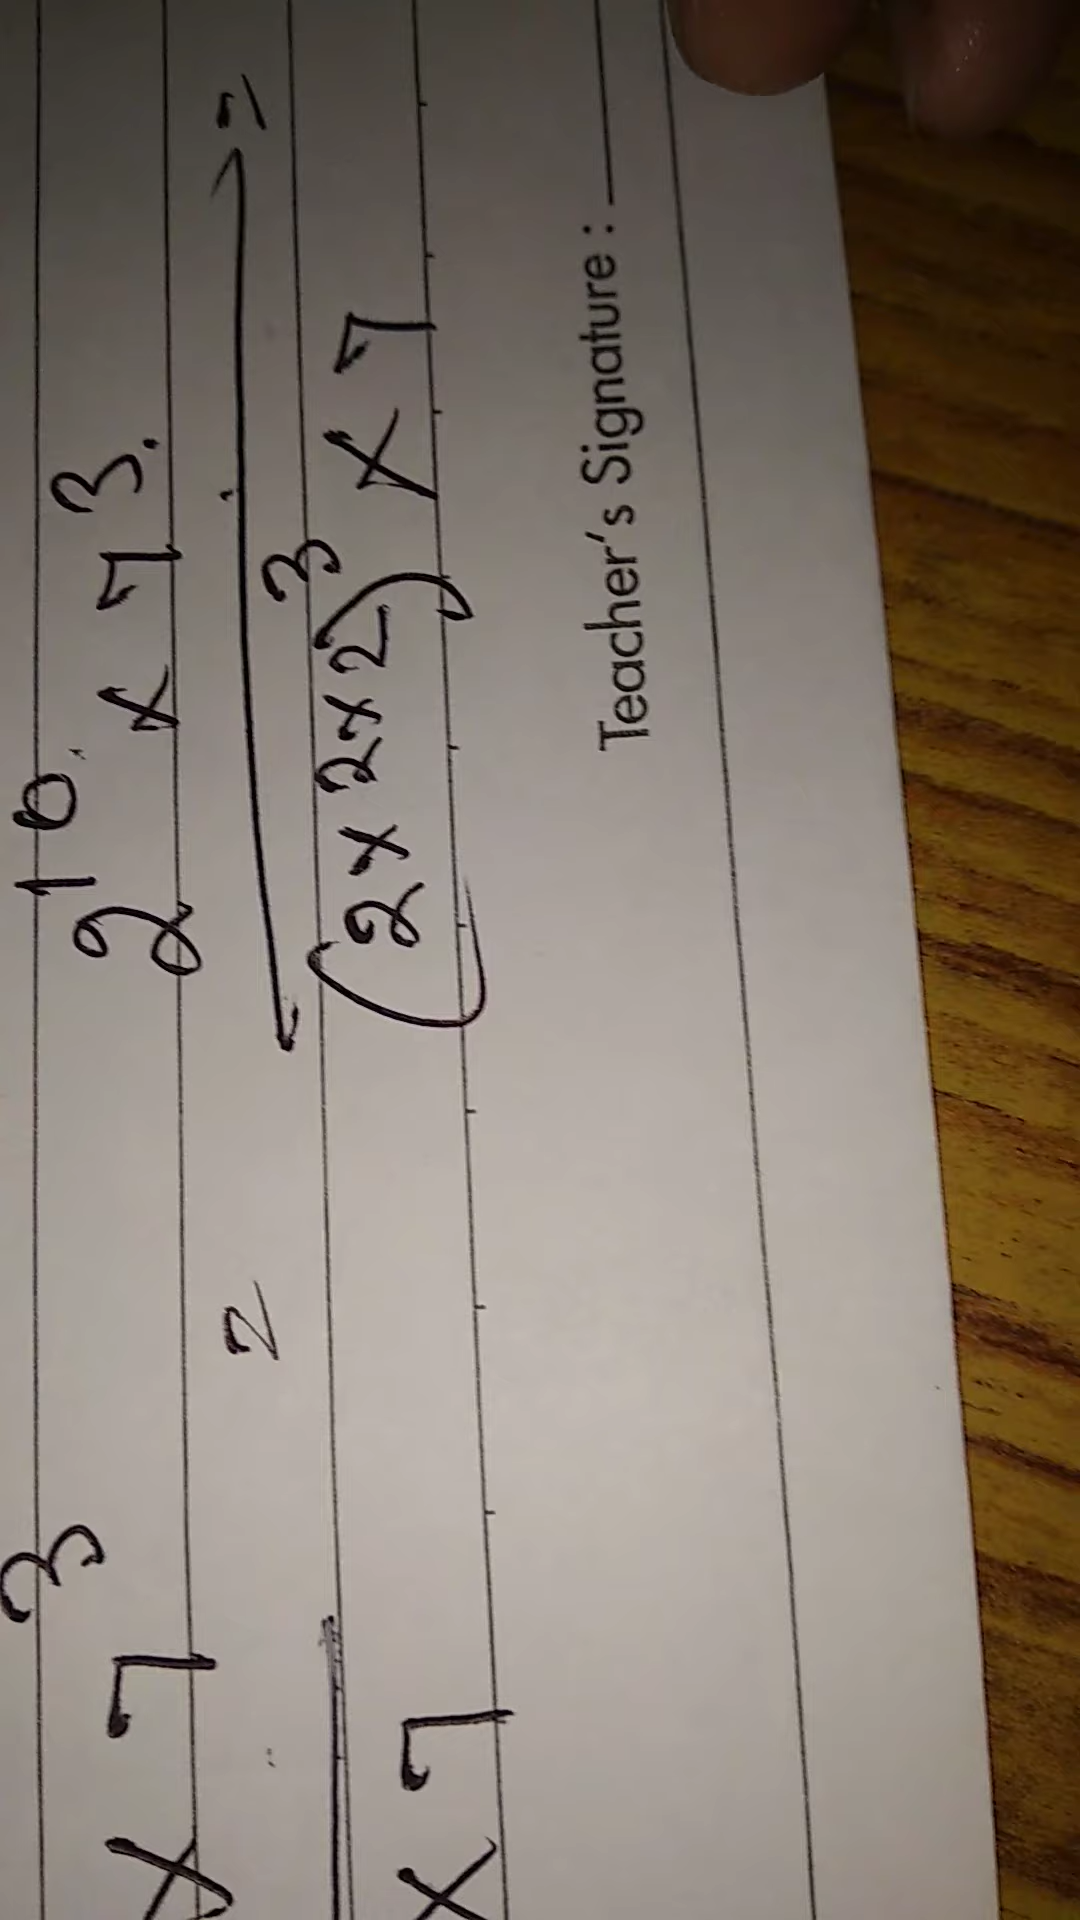 × 7³ = 2¹⁰ × 7³. =
× 7 (2×2×2)³ × 7
Teacher's Signature :